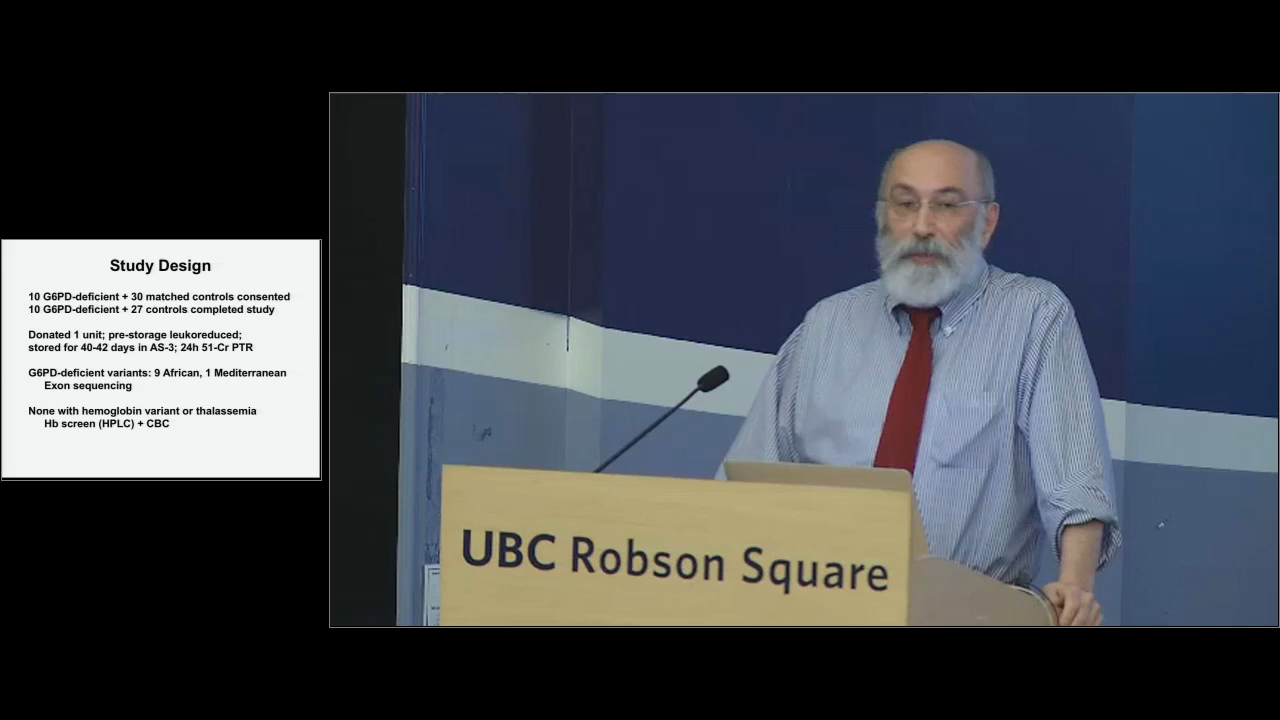 Study Design
10 G6PD-deficient + 30 matched controls consented
10 G6PD-deficient + 27 controls completed study
Donated 1 unit; pre-storage leukoreduced;
stored for 40-42 days in AS-3; 24h 51-Cr PTR
G6PD-deficient variants: 9 African, 1 Mediterranean
Exon sequencing
None with hemoglobin variant or thalassemia
Hb screen (HPLC) + CBC
UBC Robson Square